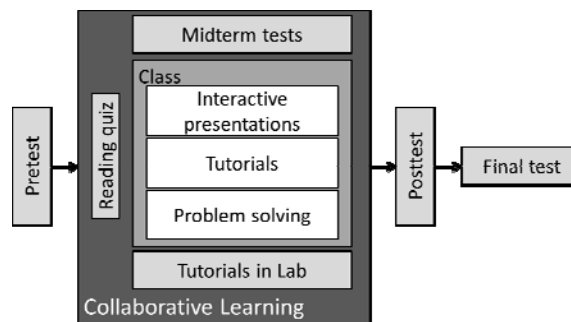 Pretest
Reading quiz
Midterm tests
Class
Interactive
presentations
Tutorials
Problem solving
Tutorials in Lab
Collaborative Learning
Posttest
Final test